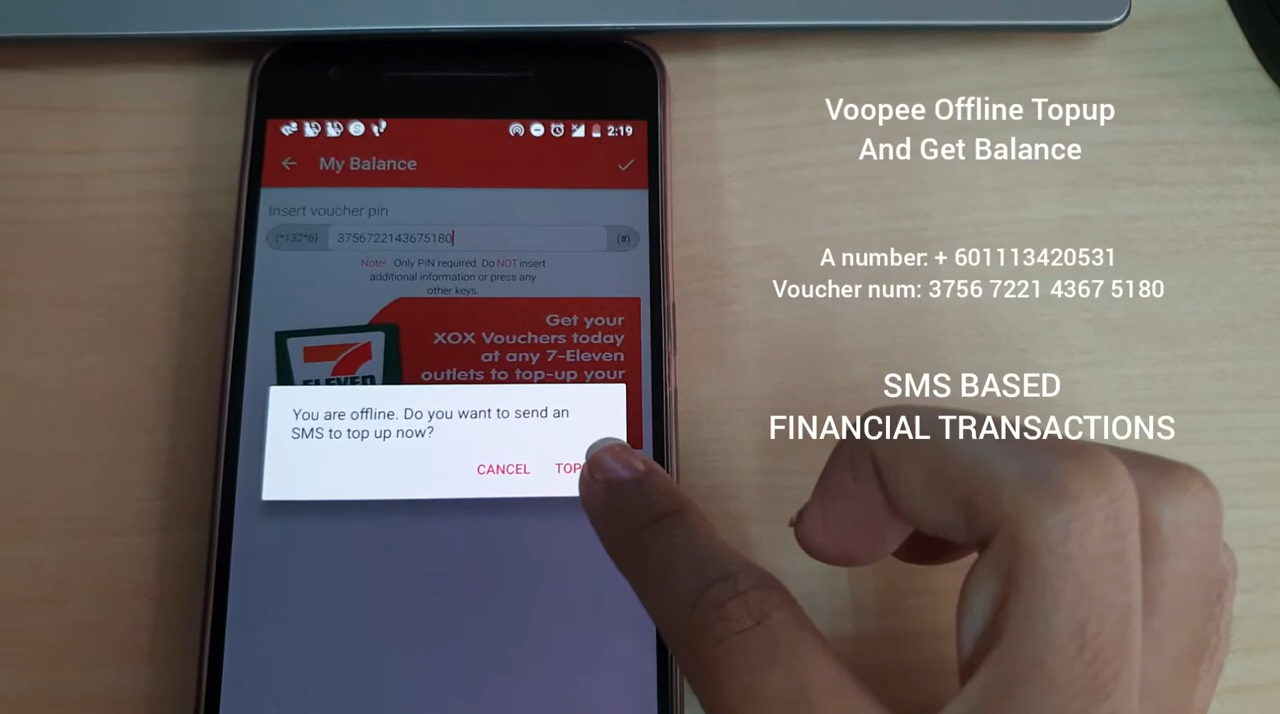 2:19
My Balance
Insert voucher pin
(*132*6)
3756722143675180
(#)
Note! Only PIN required. Do NOT insert
additional information or press any
other keys.
Get your
XOX Vouchers today
at any 7-Eleven
outlets to top-up your
7
ELEVEN
You are offline. Do you want to send an
SMS to top up now?
CANCEL
TOP
Voopee Offline Topup
And Get Balance
A number: + 601113420531
Voucher num: 3756 7221 4367 5180
SMS BASED
FINANCIAL TRANSACTIONS